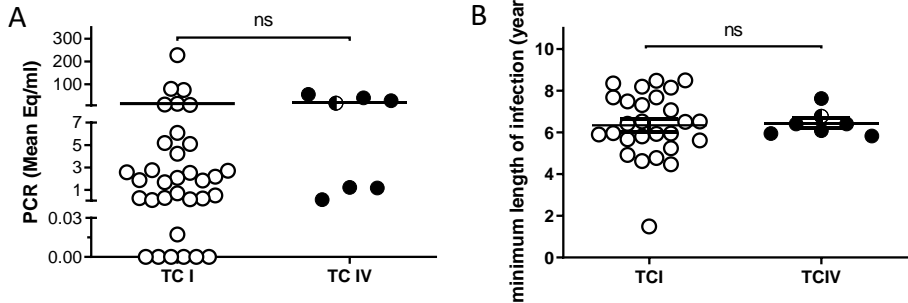 A
ns
PCR (Mean Eq/ml)
300
200
100
7
5
3
1
0.03
0.00
TC I
TC IV
B
ns
minimum length of infection (year
10
8
6
4
2
0
TCI
TCIV